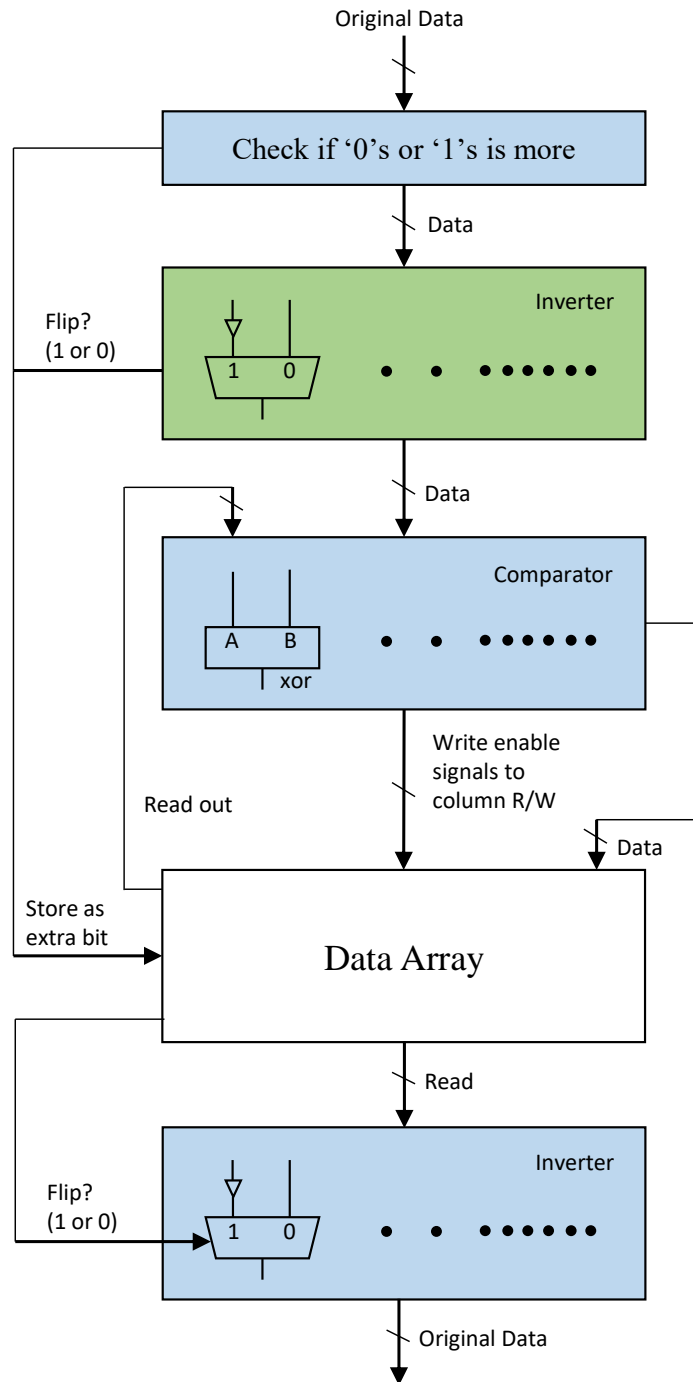 Original Data
Check if ‘0’s or ‘1’s is more
Data
Inverter
Flip?
(1 or 0)
1 0
Data
Comparator
A B
xor
Write enable
signals to
column R/W
Read out
Data
Store as
extra bit
Data Array
Read
Inverter
Flip?
(1 or 0)
1 0
Original Data